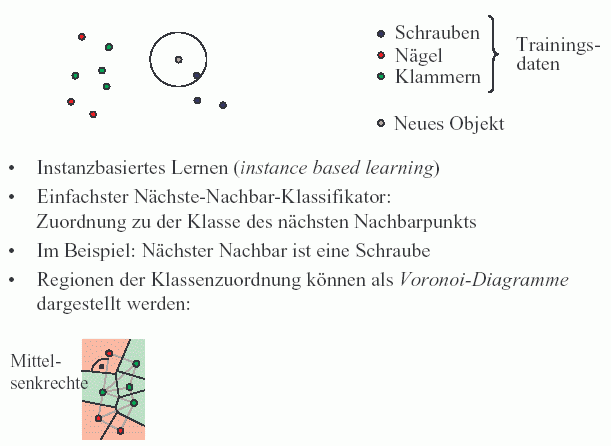 Schrauben
Nägel
Klammern
Trainings-
daten
Neues Objekt
• Instanzbasiertes Lernen (instance based learning)
• Einfachster Nächste-Nachbar-Klassifikator:
Zuordnung zu der Klasse des nächsten Nachbarpunkts
• Im Beispiel: Nächster Nachbar ist eine Schraube
• Regionen der Klassenzuordnung können als Voronoi-Diagramme
dargestellt werden:
Mittel-
senkrechte